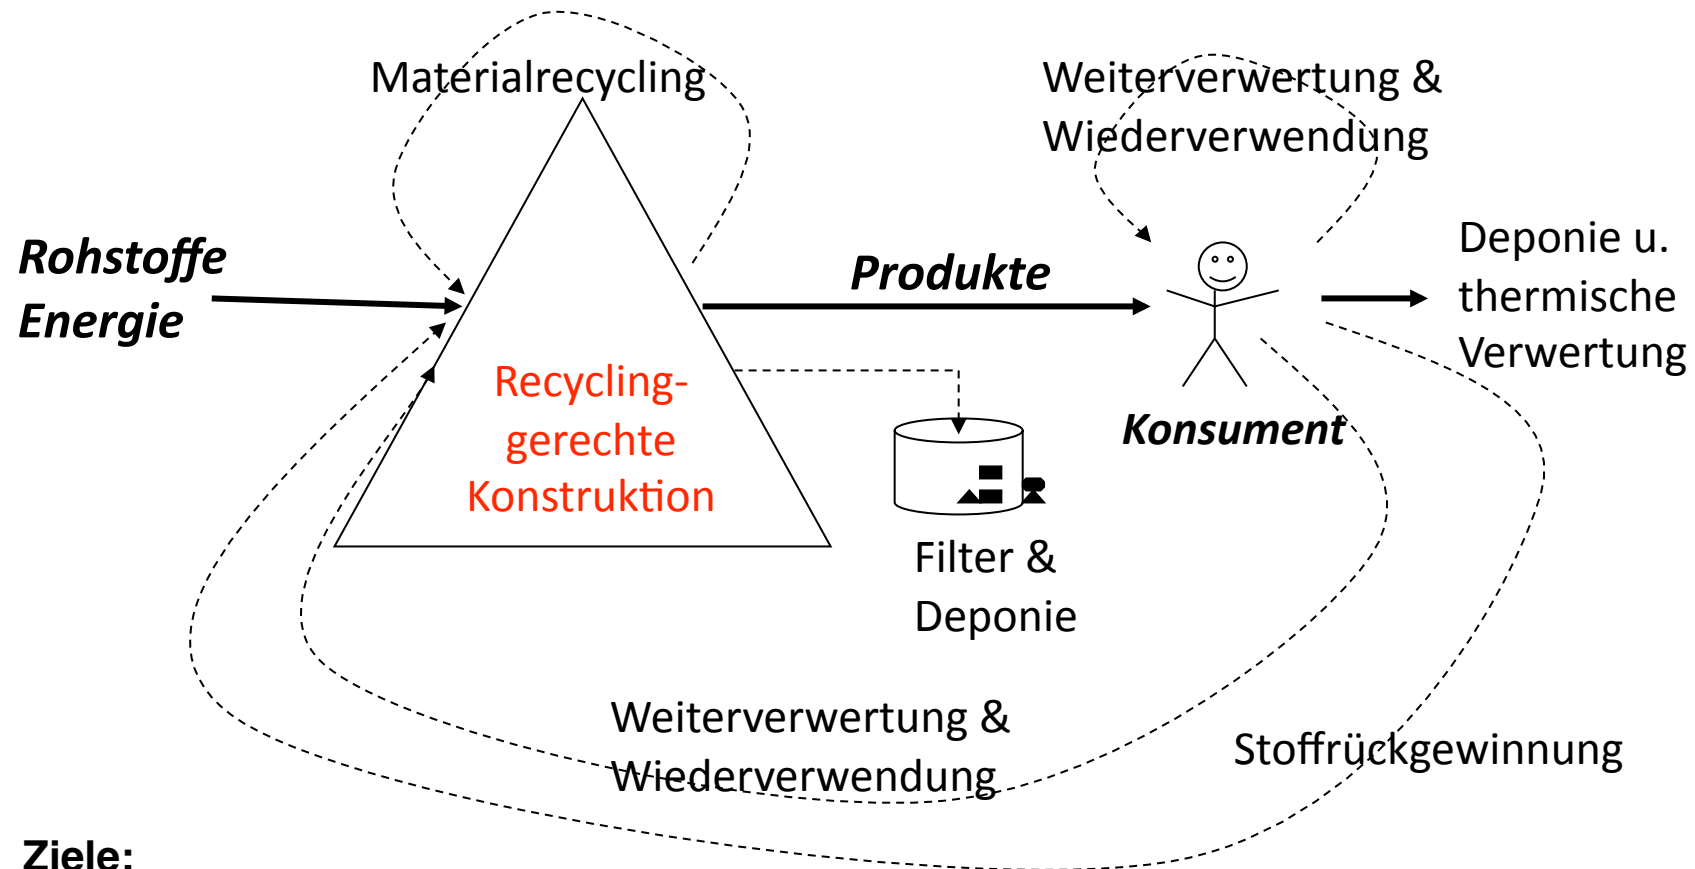 Materialrecycling
Weiterverwertung &
Wiederverwendung
Rohstoffe
Energie
Produkte
Deponie u.
thermische
Verwertung
Recycling-
gerechte
Konstruktion
Konsument
Filter &
Deponie
Weiterverwertung &
Wiederverwendung
Stoffrückgewinnung
Ziele: